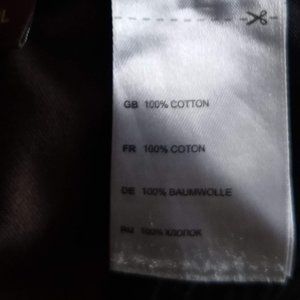 GB 100% COTTON
FR 100% COTON
DE 100% BAUMWOLLE
RU 100% ХЛОПОК